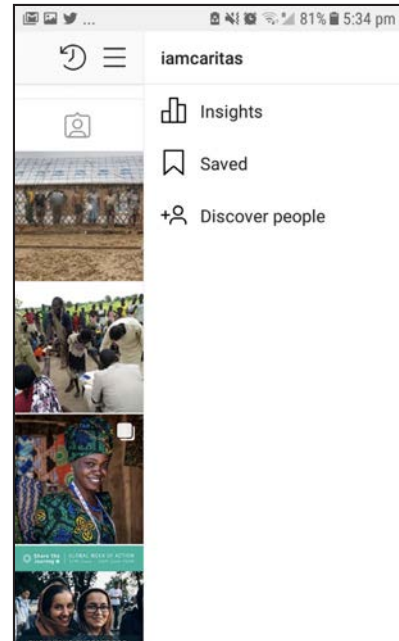 ... 81% 5:34 pm
iamcaritas
Insights
Saved
Discover people
Share the
Journey
GLOBAL WEEK OF ACTION